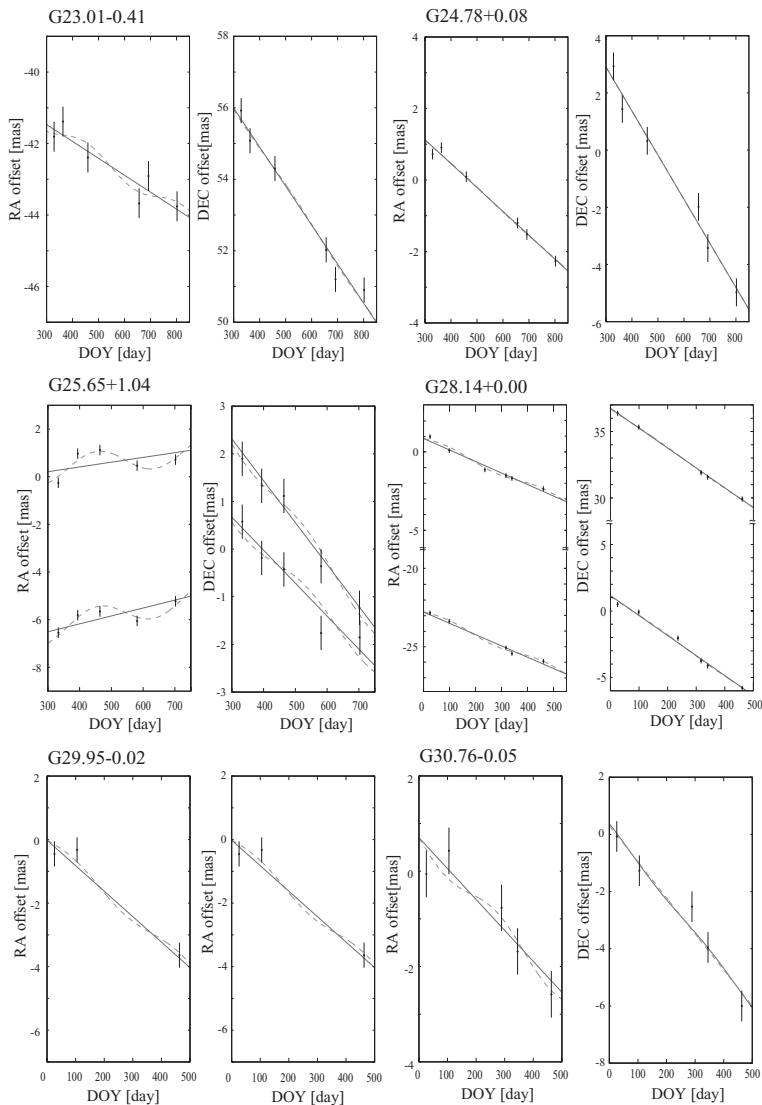 G23.01-0.41
G24.78+0.08
RA offset[mas]
-40
-42
-44
-46
300 400 500 600 700 800
DOY [day]
DEC offset[mas]
58
56
54
52
50
300 400 500 600 700 800
DOY [day]
RA offset[mas]
4
2
0
-2
-4
300 400 500 600 700 800
DOY [day]
DEC offset[mas]
4
2
0
-2
-4
-6
300 400 500 600 700 800
DOY [day]
G25.65+1.04
G28.14+0.00
RA offset [mas]
2
0
-2
-4
-6
-8
300 400 500 600 700
DOY [day]
DEC offset[mas]
3
2
1
0
-1
-2
-3
300 400 500 600 700
DOY [day]
RA offset [mas]
5
0
-5
-20
-25
0 100 200 300 400 500
DOY [day]
DEC offset [mas]
35
30
5
0
-5
0 100 200 300 400 500
DOY [day]
G29.95-0.02
G30.76-0.05
RA offset[mas]
2
0
-2
-4
-6
0 100 200 300 400 500
DOY [day]
RA offset[mas]
2
0
-2
-4
-6
0 100 200 300 400 500
DOY [day]
RA offset[mas]
2
0
-2
-4
0 100 200 300 400 500
DOY [day]
DEC offset[mas]
2
0
-2
-4
-6
-8
0 100 200 300 400 500
DOY [day]